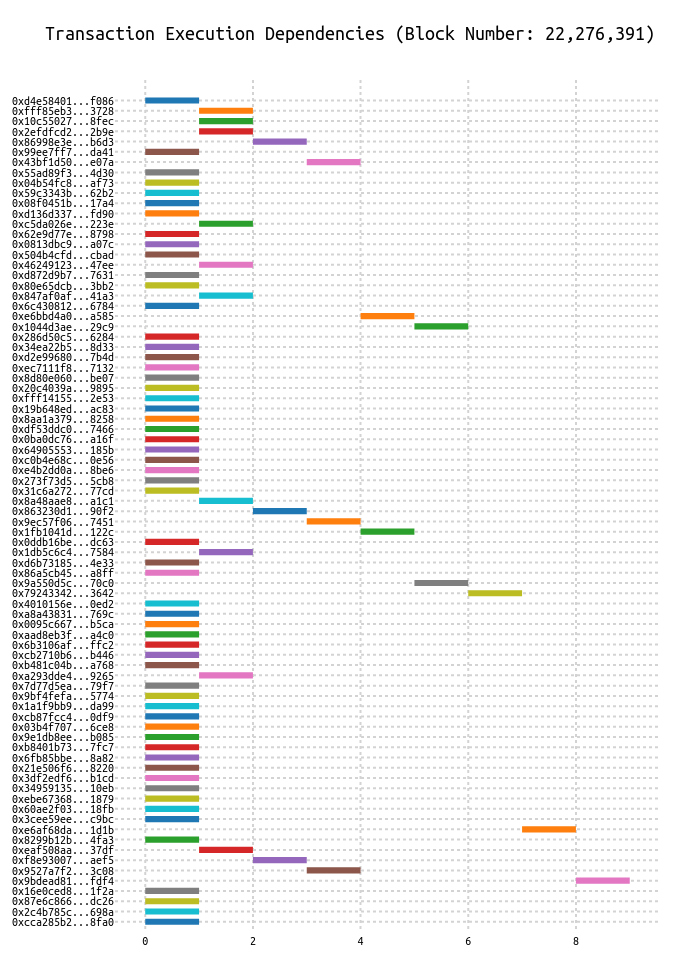 Transaction Execution Dependencies (Block Number: 22,276,391)
0xd4e58401...f086
0xfff85eb3...3728
0x10c55027...8fec
0x2efdfcd2...2b9e
0x86998e3e...b6d3
0x99ee7ff7...da41
0x43bf1d50...e07a
0x55ad89f3...4d30
0x04b54fc8...af73
0x59c3343b...62b2
0x08f0451b...17a4
0xd136d337...fd90
0xc5da026e...223e
0x62e9d77e...8798
0x0813dbc9...a07c
0x504b4cfd...cbad
0x46249123...47ee
0xd872d9b7...7631
0x80e65dcb...3bb2
0x847af0af...41a3
0x6c430812...6784
0xe6bbd4a0...a585
0x1044d3ae...29c9
0x286d50c5...6284
0x34ea22b5...8d33
0xd2e99680...7b4d
0xec7111f8...7132
0x8d80e060...be07
0x20c4039a...9895
0xfff14155...2e53
0x19b648ed...ac83
0x8aa1a379...8258
0xdf53ddc0...7466
0x0ba0dc76...a16f
0x64905553...185b
0xc0b4e68c...0e56
0xe4b2dd0a...8be6
0x273f73d5...5cb8
0x31c6a272...77cd
0x8a48aae8...a1c1
0x863230d1...90f2
0x9ec57f06...7451
0x1fb1041d...122c
0x0ddb16be...dc63
0x1db5c6c4...7584
0xd6b73185...4e33
0x86a5cb45...a8ff
0x9a550d5c...70c0
0x79243342...3642
0x4010156e...0ed2
0xa8a43831...769c
0x0095c667...b5ca
0xaad8eb3f...a4c0
0x6b3106af...ffc2
0xcb2710b6...b446
0xb481c04b...a768
0xa293dde4...9265
0x7d77d5ea...79f7
0x9bf4fefa...5774
0x1a1f9bb9...da99
0xcb87fcc4...0df9
0x03b4f707...6ce8
0x9e1db8ee...b085
0xb8401b73...7fc7
0x6fb85bbe...8a82
0x21e506f6...8220
0x3df2edf6...b1cd
0x34959135...10eb
0xebe67368...1879
0x60ae2f03...18fb
0x3cee59ee...c9bc
0xe6af68da...1d1b
0x8299b12b...4fa3
0xeaf508aa...37df
0xf8e93007...aef5
0x9527a7f2...3c08
0x9bdead81...fdf4
0x16e0ced8...1f2a
0x87e6c866...dc26
0x2c4b785c...698a
0xcca285b2...8fa0
0 2 4 6 8